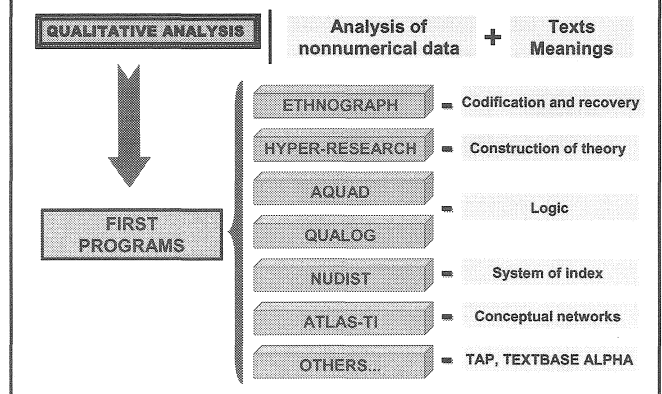 QUALITATIVE ANALYSIS
Analysis of
nonnumerical data
+
Texts
Meanings
FIRST
PROGRAMS
ETHNOGRAPH - Codification and recovery
HYPER-RESEARCH - Construction of theory
AQUAD
QUALOG
- Logic
NUDIST - System of index
ATLAS-TI - Conceptual networks
OTHERS... - TAP, TEXTBASE ALPHA